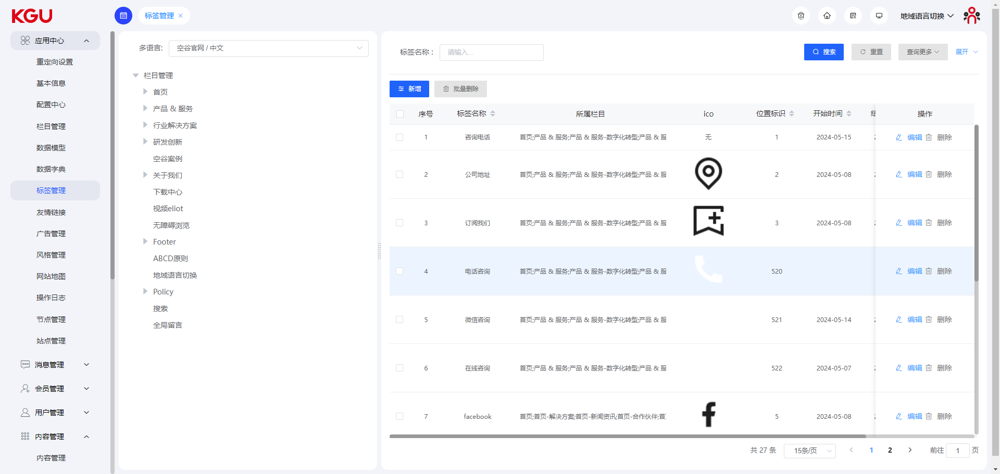 KGU
标签管理
地域语言切换
应用中心
重定向设置
基本信息
配置中心
栏目管理
数据模型
数据字典
标签管理
友情链接
广告管理
风格管理
网站地图
操作日志
节点管理
站点管理
消息管理
会员管理
用户管理
内容管理
内容管理
多语言: 空谷官网 / 中文
栏目管理
首页
产品 & 服务
行业解决方案
研发创新
空谷案例
关于我们
下载中心
视频eliot
无障碍浏览
Footer
ABCD原则
地域语言切换
Policy
搜索
全局留言
标签名称 : 请输入... 搜索 重置 查询更多 展开
新增 批量删除
序号 标签名称 所属栏目 ico 位置标识 开始时间 操作
1 咨询电话 首页;产品 & 服务;产品 & 服务-数字化转型;产品 & 服 无 1 2024-05-15 编辑 删除
2 公司地址 首页;产品 & 服务;产品 & 服务-数字化转型;产品 & 服 2 2024-05-08 编辑 删除
3 订阅我们 首页;产品 & 服务;产品 & 服务-数字化转型;产品 & 服 3 2024-05-08 编辑 删除
4 电话咨询 首页;产品 & 服务;产品 & 服务-数字化转型;产品 & 服 520 编辑 删除
5 微信咨询 首页;产品 & 服务;产品 & 服务-数字化转型;产品 & 服 521 2024-05-14 编辑 删除
6 在线咨询 首页;产品 & 服务;产品 & 服务-数字化转型;产品 & 服 522 2024-05-07 编辑 删除
7 facebook 首页;首页-解决方案;首页-新闻资讯;首页-合作伙伴; 5 2024-05-08 编辑 删除
共 27 条 15条/页 1 2 前往 1 页